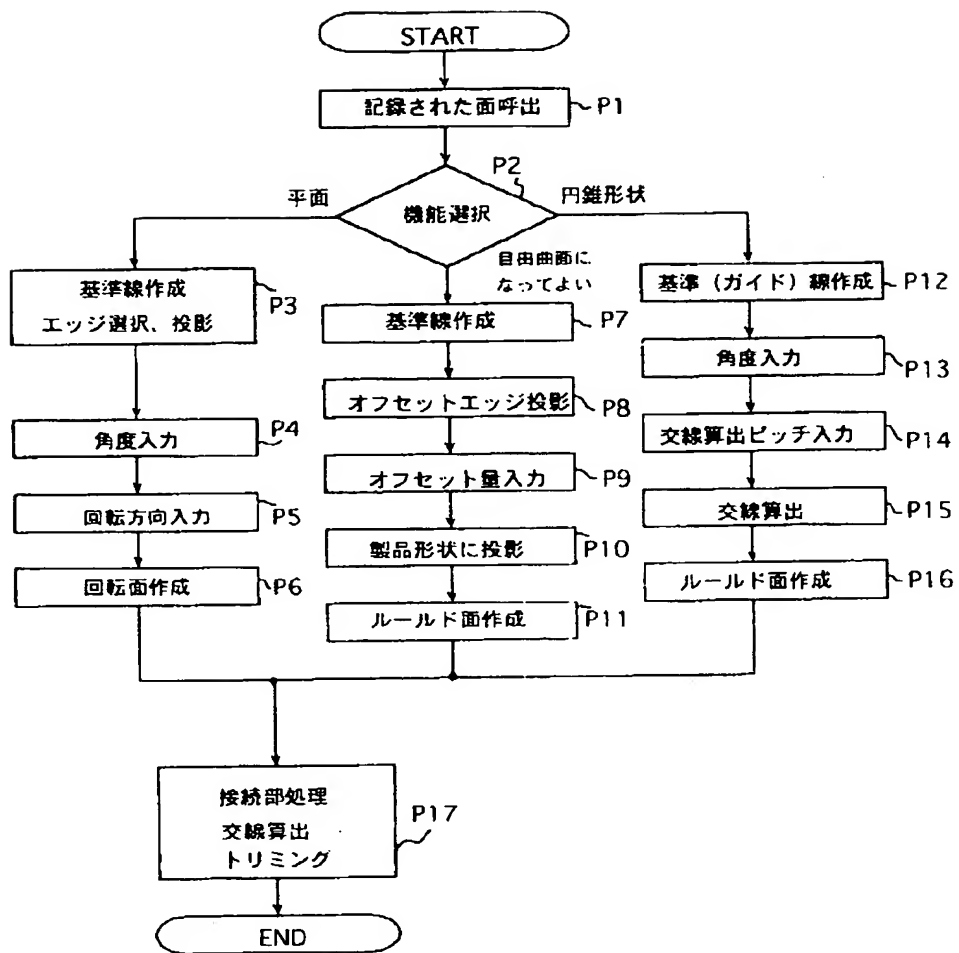 START
記録された面呼出
P1
P2
平面
機能選択
円錐形状
自由曲面に
なってよい
基準線作成
エッジ選択、投影
P3
角度入力
P4
回転方向入力
P5
回転面作成
P6
基準線作成
P7
オフセットエッジ投影
P8
オフセット量入力
P9
製品形状に投影
P10
ルールド面作成
P11
基準（ガイド）線作成
P12
角度入力
P13
交線算出ピッチ入力
P14
交線算出
P15
ルールド面作成
P16
接続部処理
交線算出
トリミング
P17
END